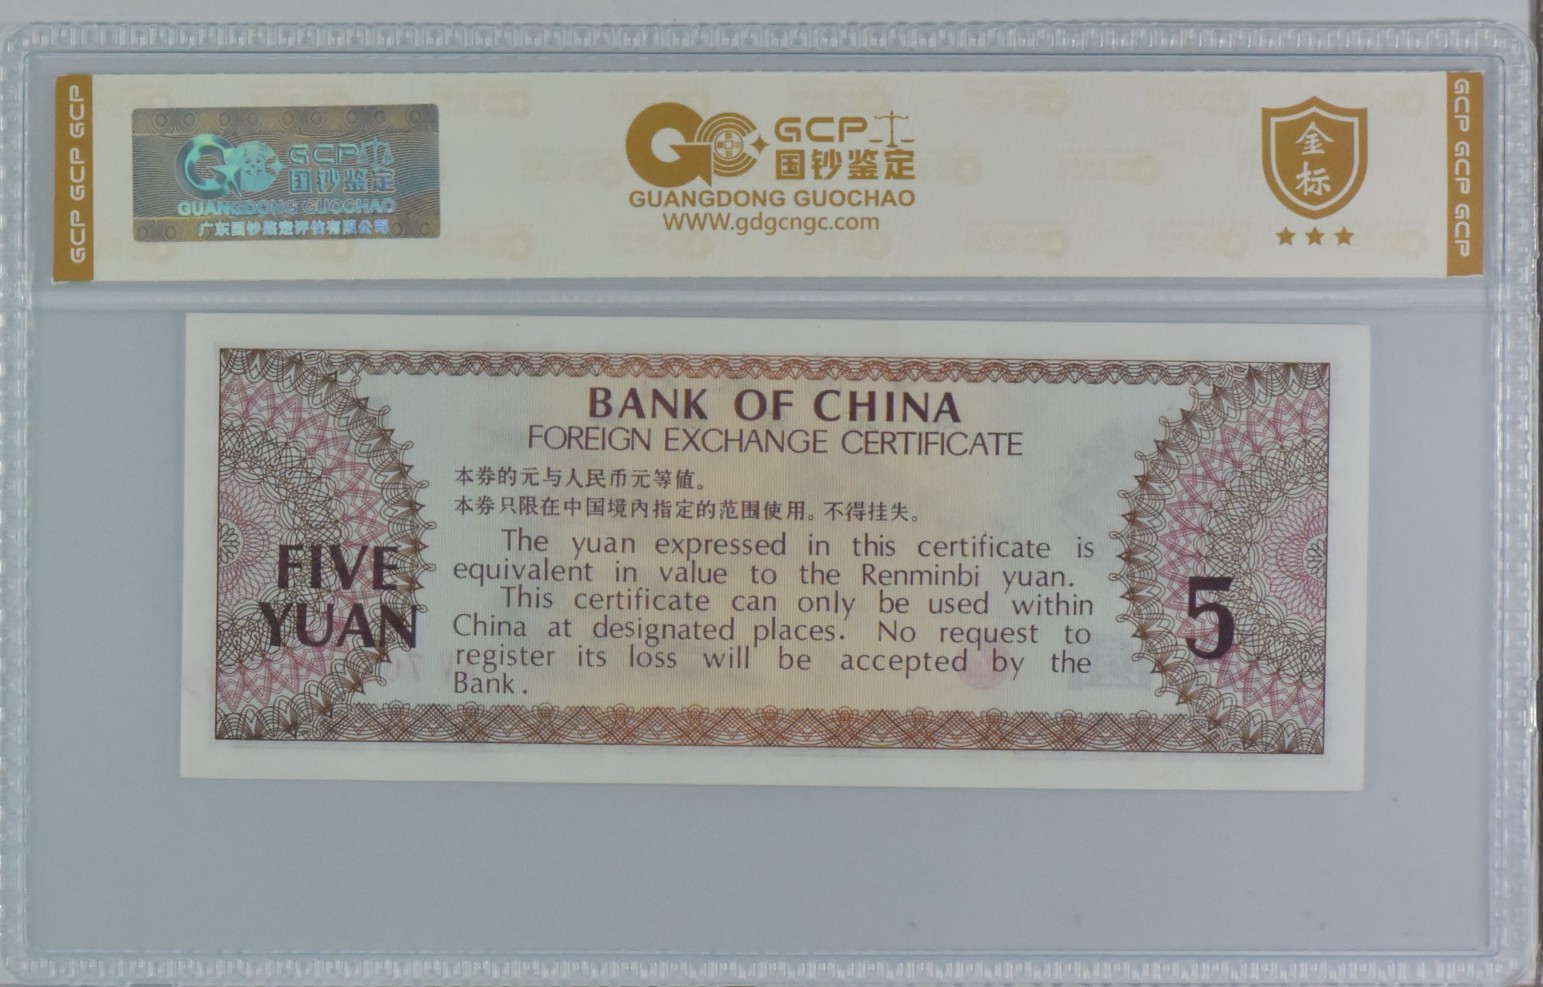 GCP GCP GCP
GCP
国钞鉴定
GUANGDONG GUOCHAO
广东国钞鉴定评估有限公司
GCP
国钞鉴定
GUANGDONG GUOCHAO
WWW.gdgcngc.com
金
标
GCP GCP GCP
BANK OF CHINA
FOREIGN EXCHANGE CERTIFICATE
本券的元与人民币元等值。
本券只限在中国境内指定的范围使用。不得挂失。
The yuan expressed in this certificate is
equivalent in value to the Renminbi yuan.
This certificate can only be used within
China at designated places. No request to
register its loss will be accepted by the
Bank.
FIVE
YUAN
5